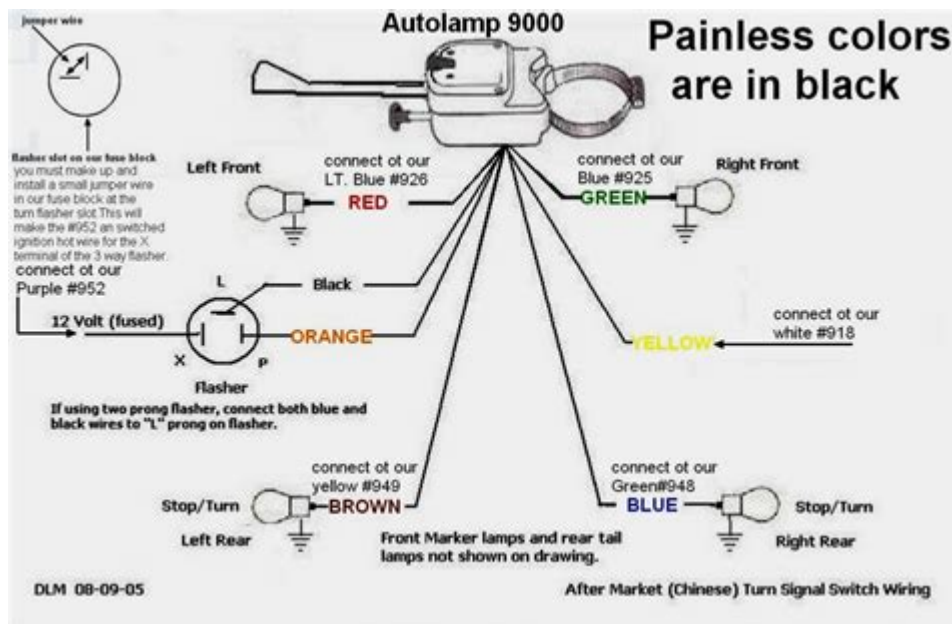 jumper wire
Autolamp 9000
Painless colors
are in black
flasher slot on our fuse block
you must make up and
install a small jumper wire
in our fuse block at the
turn flasher slot This will
make the #952 an switched
ignition hot wire for the X
terminal of the 3 way flasher.
connect ot our
Purple #952
Left Front
connect ot our
LT. Blue #926
RED
connect ot our
Blue #925
GREEN
Right Front
L
Black
12 Volt (fused)
ORANGE
X
P
Flasher
YELLOW
connect ot our
white #918
If using two prong flasher, connect both blue and
black wires to "L" prong on flasher.
connect ot our
yellow #949
Stop/Turn
BROWN
Left Rear
connect ot our
Green#948
BLUE
Stop/Turn
Right Rear
Front Marker lamps and rear tail
lamps not shown on drawing.
DLM 08-09-05
After Market (Chinese) Turn Signal Switch Wiring